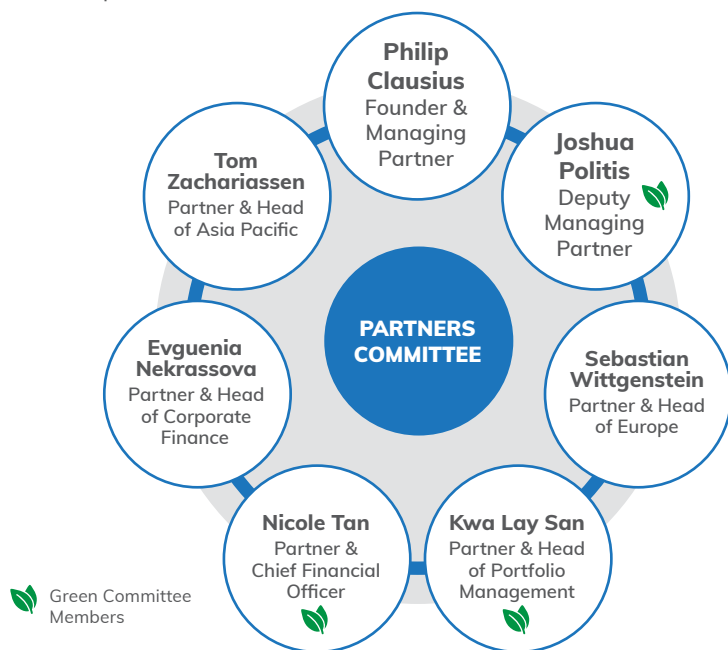 Philip
Clausius
Founder &
Managing
Partner
Joshua
Politis
Deputy
Managing
Partner
Tom
Zachariassen
Partner & Head
of Asia Pacific
PARTNERS
COMMITTEE
Evguenia
Nekrassova
Partner & Head
of Corporate
Finance
Sebastian
Wittgenstein
Partner & Head
of Europe
Nicole Tan
Partner &
Chief Financial
Officer
Kwa Lay San
Partner & Head
of Portfolio
Management
Green Committee
Members